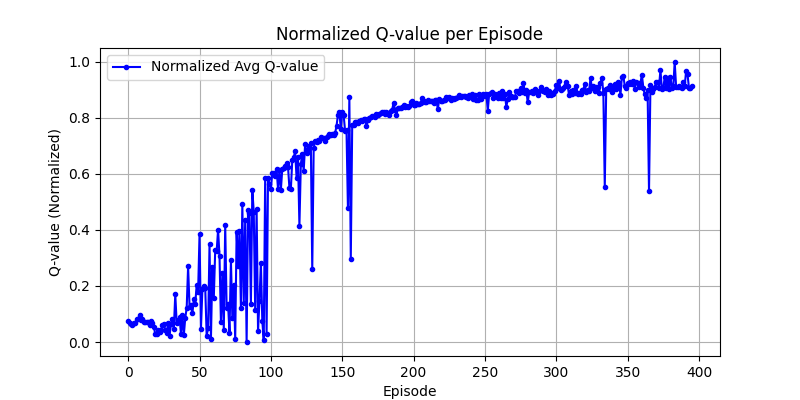 Normalized Q-value per Episode
Normalized Avg Q-value
Q-value (Normalized)
1.0
0.8
0.6
0.4
0.2
0.0
0 50 100 150 200 250 300 350 400
Episode